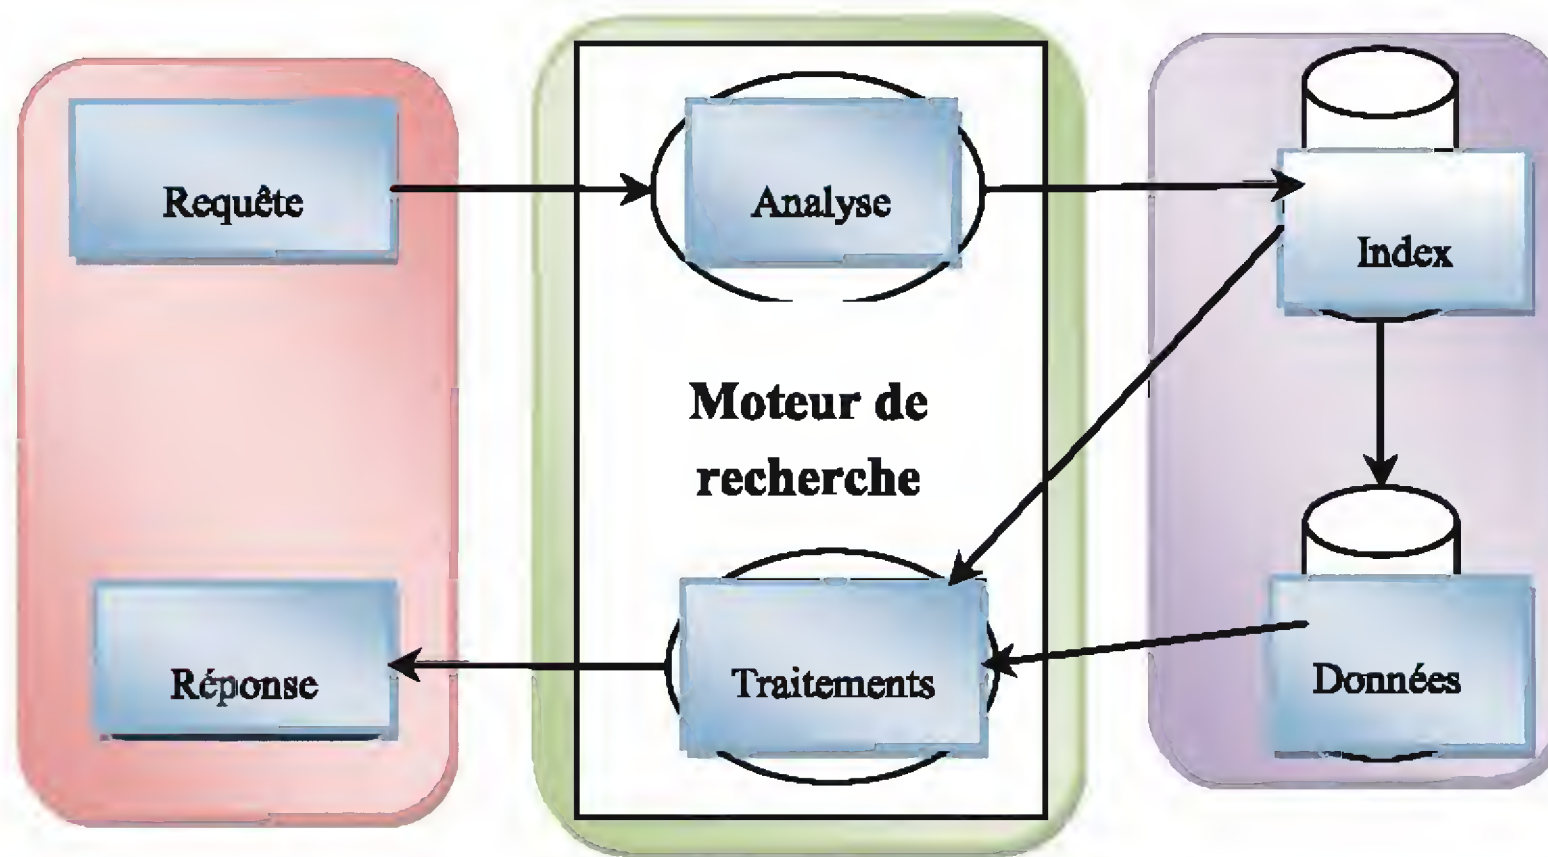 Requête
Analyse
Index
Moteur de
recherche
Réponse
Traitements
Données